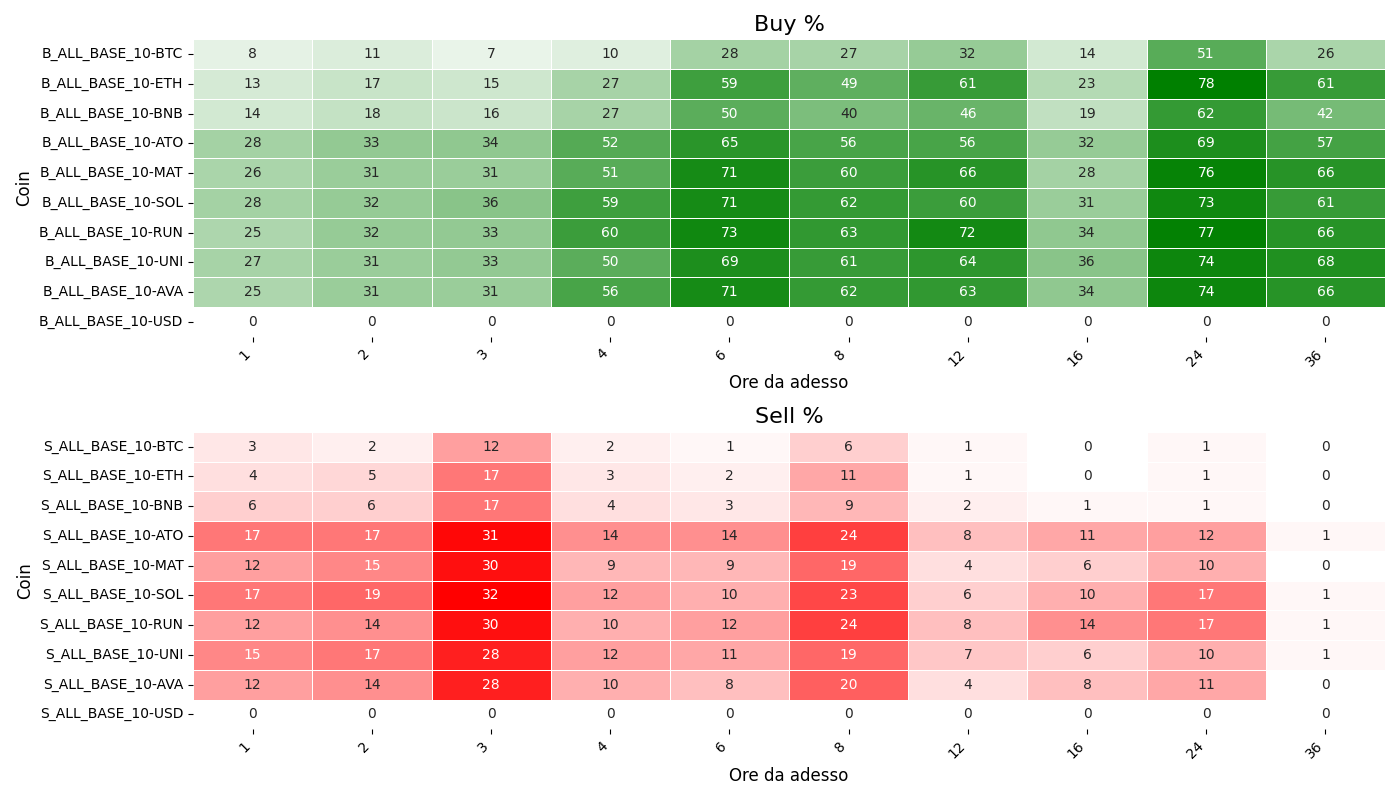 Buy %
Coin
B_ALL_BASE_10-BTC 8 11 7 10 28 27 32 14 51 26
B_ALL_BASE_10-ETH 13 17 15 27 59 49 61 23 78 61
B_ALL_BASE_10-BNB 14 18 16 27 50 40 46 19 62 42
B_ALL_BASE_10-ATO 28 33 34 52 65 56 56 32 69 57
B_ALL_BASE_10-MAT 26 31 31 51 71 60 66 28 76 66
B_ALL_BASE_10-SOL 28 32 36 59 71 62 60 31 73 61
B_ALL_BASE_10-RUN 25 32 33 60 73 63 72 34 77 66
B_ALL_BASE_10-UNI 27 31 33 50 69 61 64 36 74 68
B_ALL_BASE_10-AVA 25 31 31 56 71 62 63 34 74 66
B_ALL_BASE_10-USD 0 0 0 0 0 0 0 0 0 0
1 2 3 4 6 8 12 16 24 36
Ore da adesso
Sell %
Coin
S_ALL_BASE_10-BTC 3 2 12 2 1 6 1 0 1 0
S_ALL_BASE_10-ETH 4 5 17 3 2 11 1 0 1 0
S_ALL_BASE_10-BNB 6 6 17 4 3 9 2 1 1 0
S_ALL_BASE_10-ATO 17 17 31 14 14 24 8 11 12 1
S_ALL_BASE_10-MAT 12 15 30 9 9 19 4 6 10 0
S_ALL_BASE_10-SOL 17 19 32 12 10 23 6 10 17 1
S_ALL_BASE_10-RUN 12 14 30 10 12 24 8 14 17 1
S_ALL_BASE_10-UNI 15 17 28 12 11 19 7 6 10 1
S_ALL_BASE_10-AVA 12 14 28 10 8 20 4 8 11 0
S_ALL_BASE_10-USD 0 0 0 0 0 0 0 0 0 0
1 2 3 4 6 8 12 16 24 36
Ore da adesso